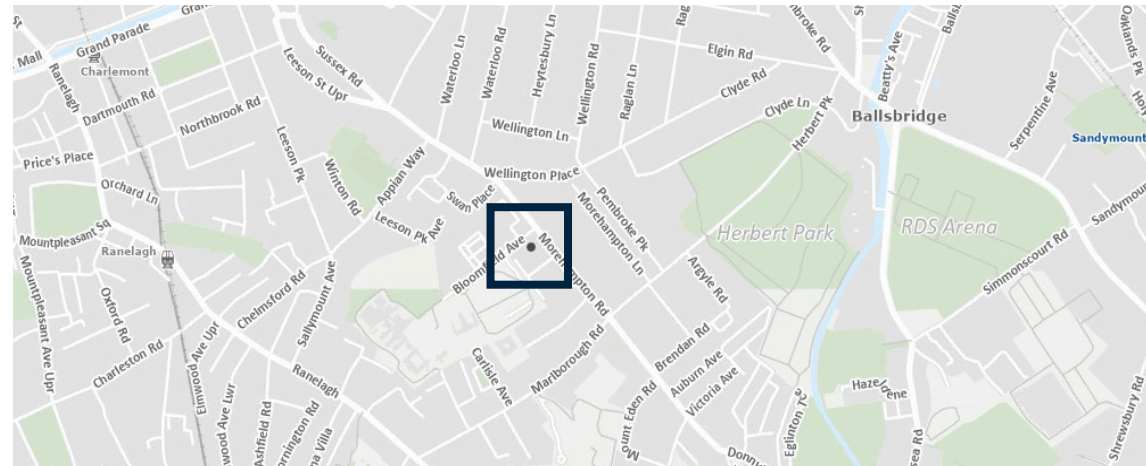 St
Mall
Grand Parade
Charlemont
Ranelagh
Dartmouth Rd
Northbrook Rd
Price's Place
Orchard Ln
Mountpleasant Sq
Ranelagh
Mountpleasant Ave Upr
Oxford Rd
Charleston Rd
Chelmsford Rd
Sallymount Ave
Elmwood Ave Upr
Ashfield Rd
Ranelagh
Sussex Rd
Leeson St Upr
Leeson Pk
Winton Rd
Appian Way
Leeson Pk Ave
Swan Place
Waterloo Ln
Waterloo Rd
Heytesbury Ln
Wellington Rd
Raglan Ln
Wellington Ln
Wellington Place
Bloomfield Ave
Morehampton Rd
Morehampton Ln
Pembroke Pk
Argyle Rd
Carlisle Ave
Marlborough Rd
Mount Eden Rd
Brendan Rd
Auburn Ave
Victoria Ave
Eglinton Tce
Elgin Rd
Clyde Rd
Clyde Ln
Herbert Pk
Herbert Park
Beatty's Ave
Ballsbridge
Serpentine Ave
Oaklands Pk
Sandymount
RDS Arena
Simmonscourt Rd
Hazeldene
Shrewsbury Rd